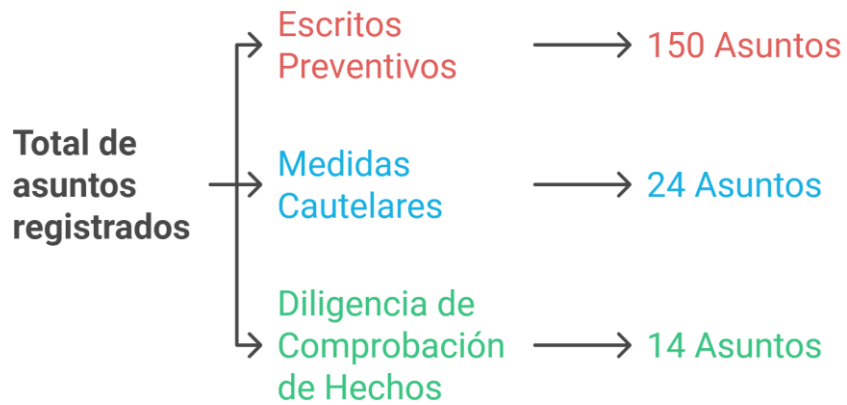 Total de
asuntos
registrados
Escritos
Preventivos
150 Asuntos
Medidas
Cautelares
24 Asuntos
Diligencia de
Comprobación
de Hechos
14 Asuntos